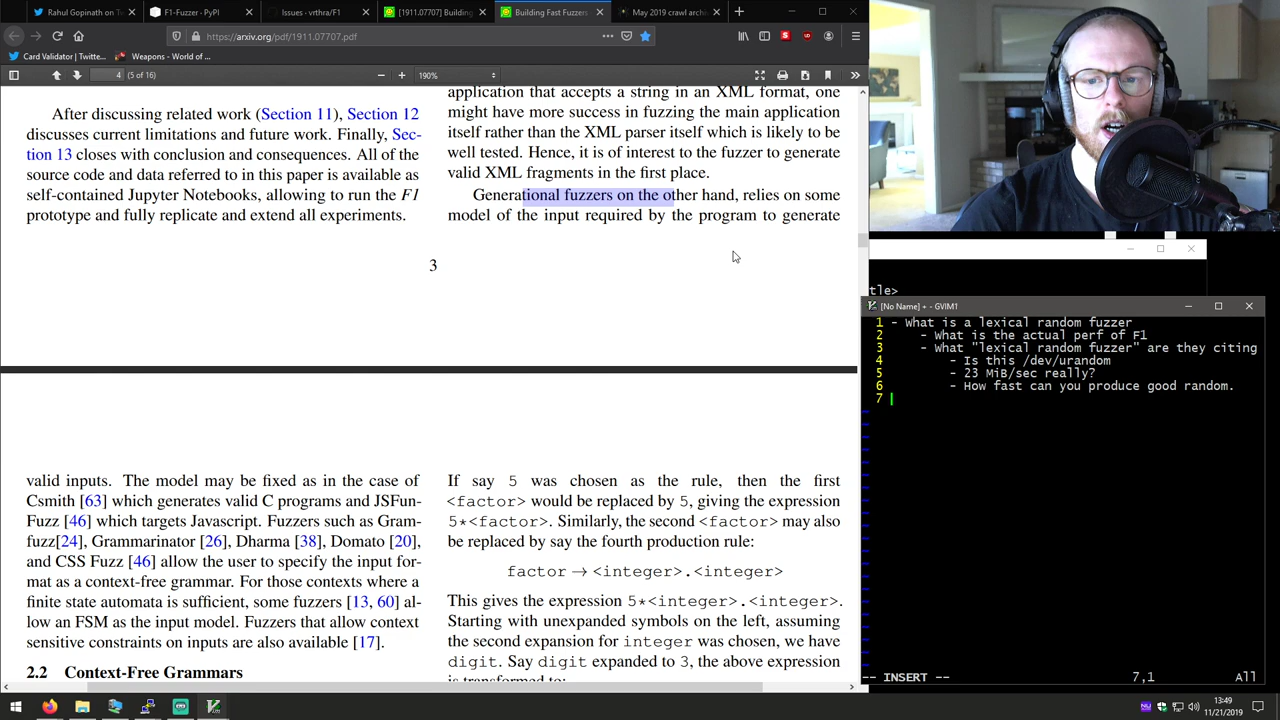 Rahul Gopinath on Tw
F1-Fuzzer · PyPI
Issues · vrthra/F1
[1911.07707] Building
Building Fast Fuzzers
May 2019 crawl archi
https://arxiv.org/pdf/1911.07707.pdf
Card Validator | Twitte...
Weapons - World of ...
4 (5 of 16)
190%
After discussing related work (Section 11), Section 12
discusses current limitations and future work. Finally, Sec-
tion 13 closes with conclusion and consequences. All of the
source code and data referred to in this paper is available as
self-contained Jupyter Notebooks, allowing to run the F1
prototype and fully replicate and extend all experiments.
3
application that accepts a string in an XML format, one
might have more success in fuzzing the main application
itself rather than the XML parser itself which is likely to be
well tested. Hence, it is of interest to the fuzzer to generate
valid XML fragments in the first place.
Generational fuzzers on the other hand, relies on some
model of the input required by the program to generate
valid inputs. The model may be fixed as in the case of
Csmith [63] which generates valid C programs and JSFun-
Fuzz [46] which targets Javascript. Fuzzers such as Gram-
fuzz[24], Grammarinator [26], Dharma [38], Domato [20],
and CSS Fuzz [46] allow the user to specify the input for-
mat as a context-free grammar. For those contexts where a
finite state automata is sufficient, some fuzzers [13, 60] al-
low an FSM as the input model. Fuzzers that allow context
sensitive constraint on inputs are also available [17].
2.2 Context-Free Grammars
If say 5 was chosen as the rule, then the first
<factor> would be replaced by 5, giving the expression
5*<factor>. Similarly, the second <factor> may also
be replaced by say the fourth production rule:
factor → <integer>.<integer>
This gives the expression 5*<integer>.<integer>.
Starting with unexpanded symbols on the left, assuming
the second expansion for integer was chosen, we have
digit. Say digit expanded to 3, the above expression
is transformed to:
tle>
[No Name] + - GVIM1
1 - What is a lexical random fuzzer
2 - What is the actual perf of F1
3 - What "lexical random fuzzer" are they citing
4 - Is this /dev/urandom
5 - 23 MiB/sec really?
6 - How fast can you produce good random.
7
-- INSERT --
7,1
All
13:49
11/21/2019